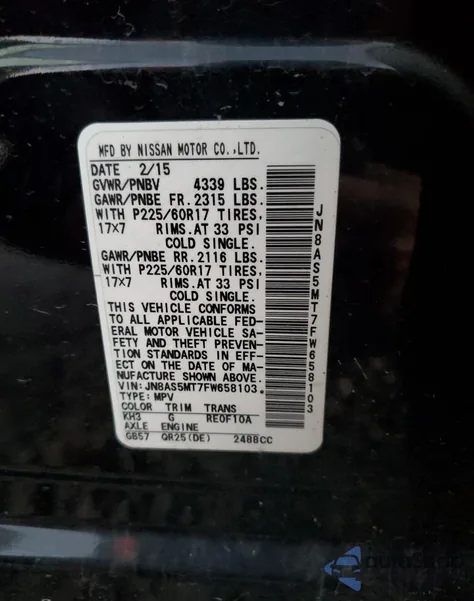 MFD BY NISSAN MOTOR CO.,LTD.
DATE 2/15
GVWR/PNBV 4339 LBS.
GAWR/PNBE FR. 2315 LBS.
WITH P225/60R17 TIRES,
17x7 RIMS.AT 33 PSI
COLD SINGLE.
GAWR/PNBE RR. 2116 LBS.
WITH P225/60R17 TIRES,
17x7 RIMS.AT 33 PSI
COLD SINGLE.
THIS VEHICLE CONFORMS
TO ALL APPLICABLE FED-
ERAL MOTOR VEHICLE SA-
FETY AND THEFT PREVEN-
TION STANDARDS IN EFF-
ECT ON THE DATE OF MA-
NUFACTURE SHOWN ABOVE.
VIN: JN8AS5MT7FW658103.
TYPE: MPV
COLOR TRIM TRANS
KH3 G RE0F10A
AXLE ENGINE
GB57 QR25(DE) 2488CC
JN8AS5MT7FW658103